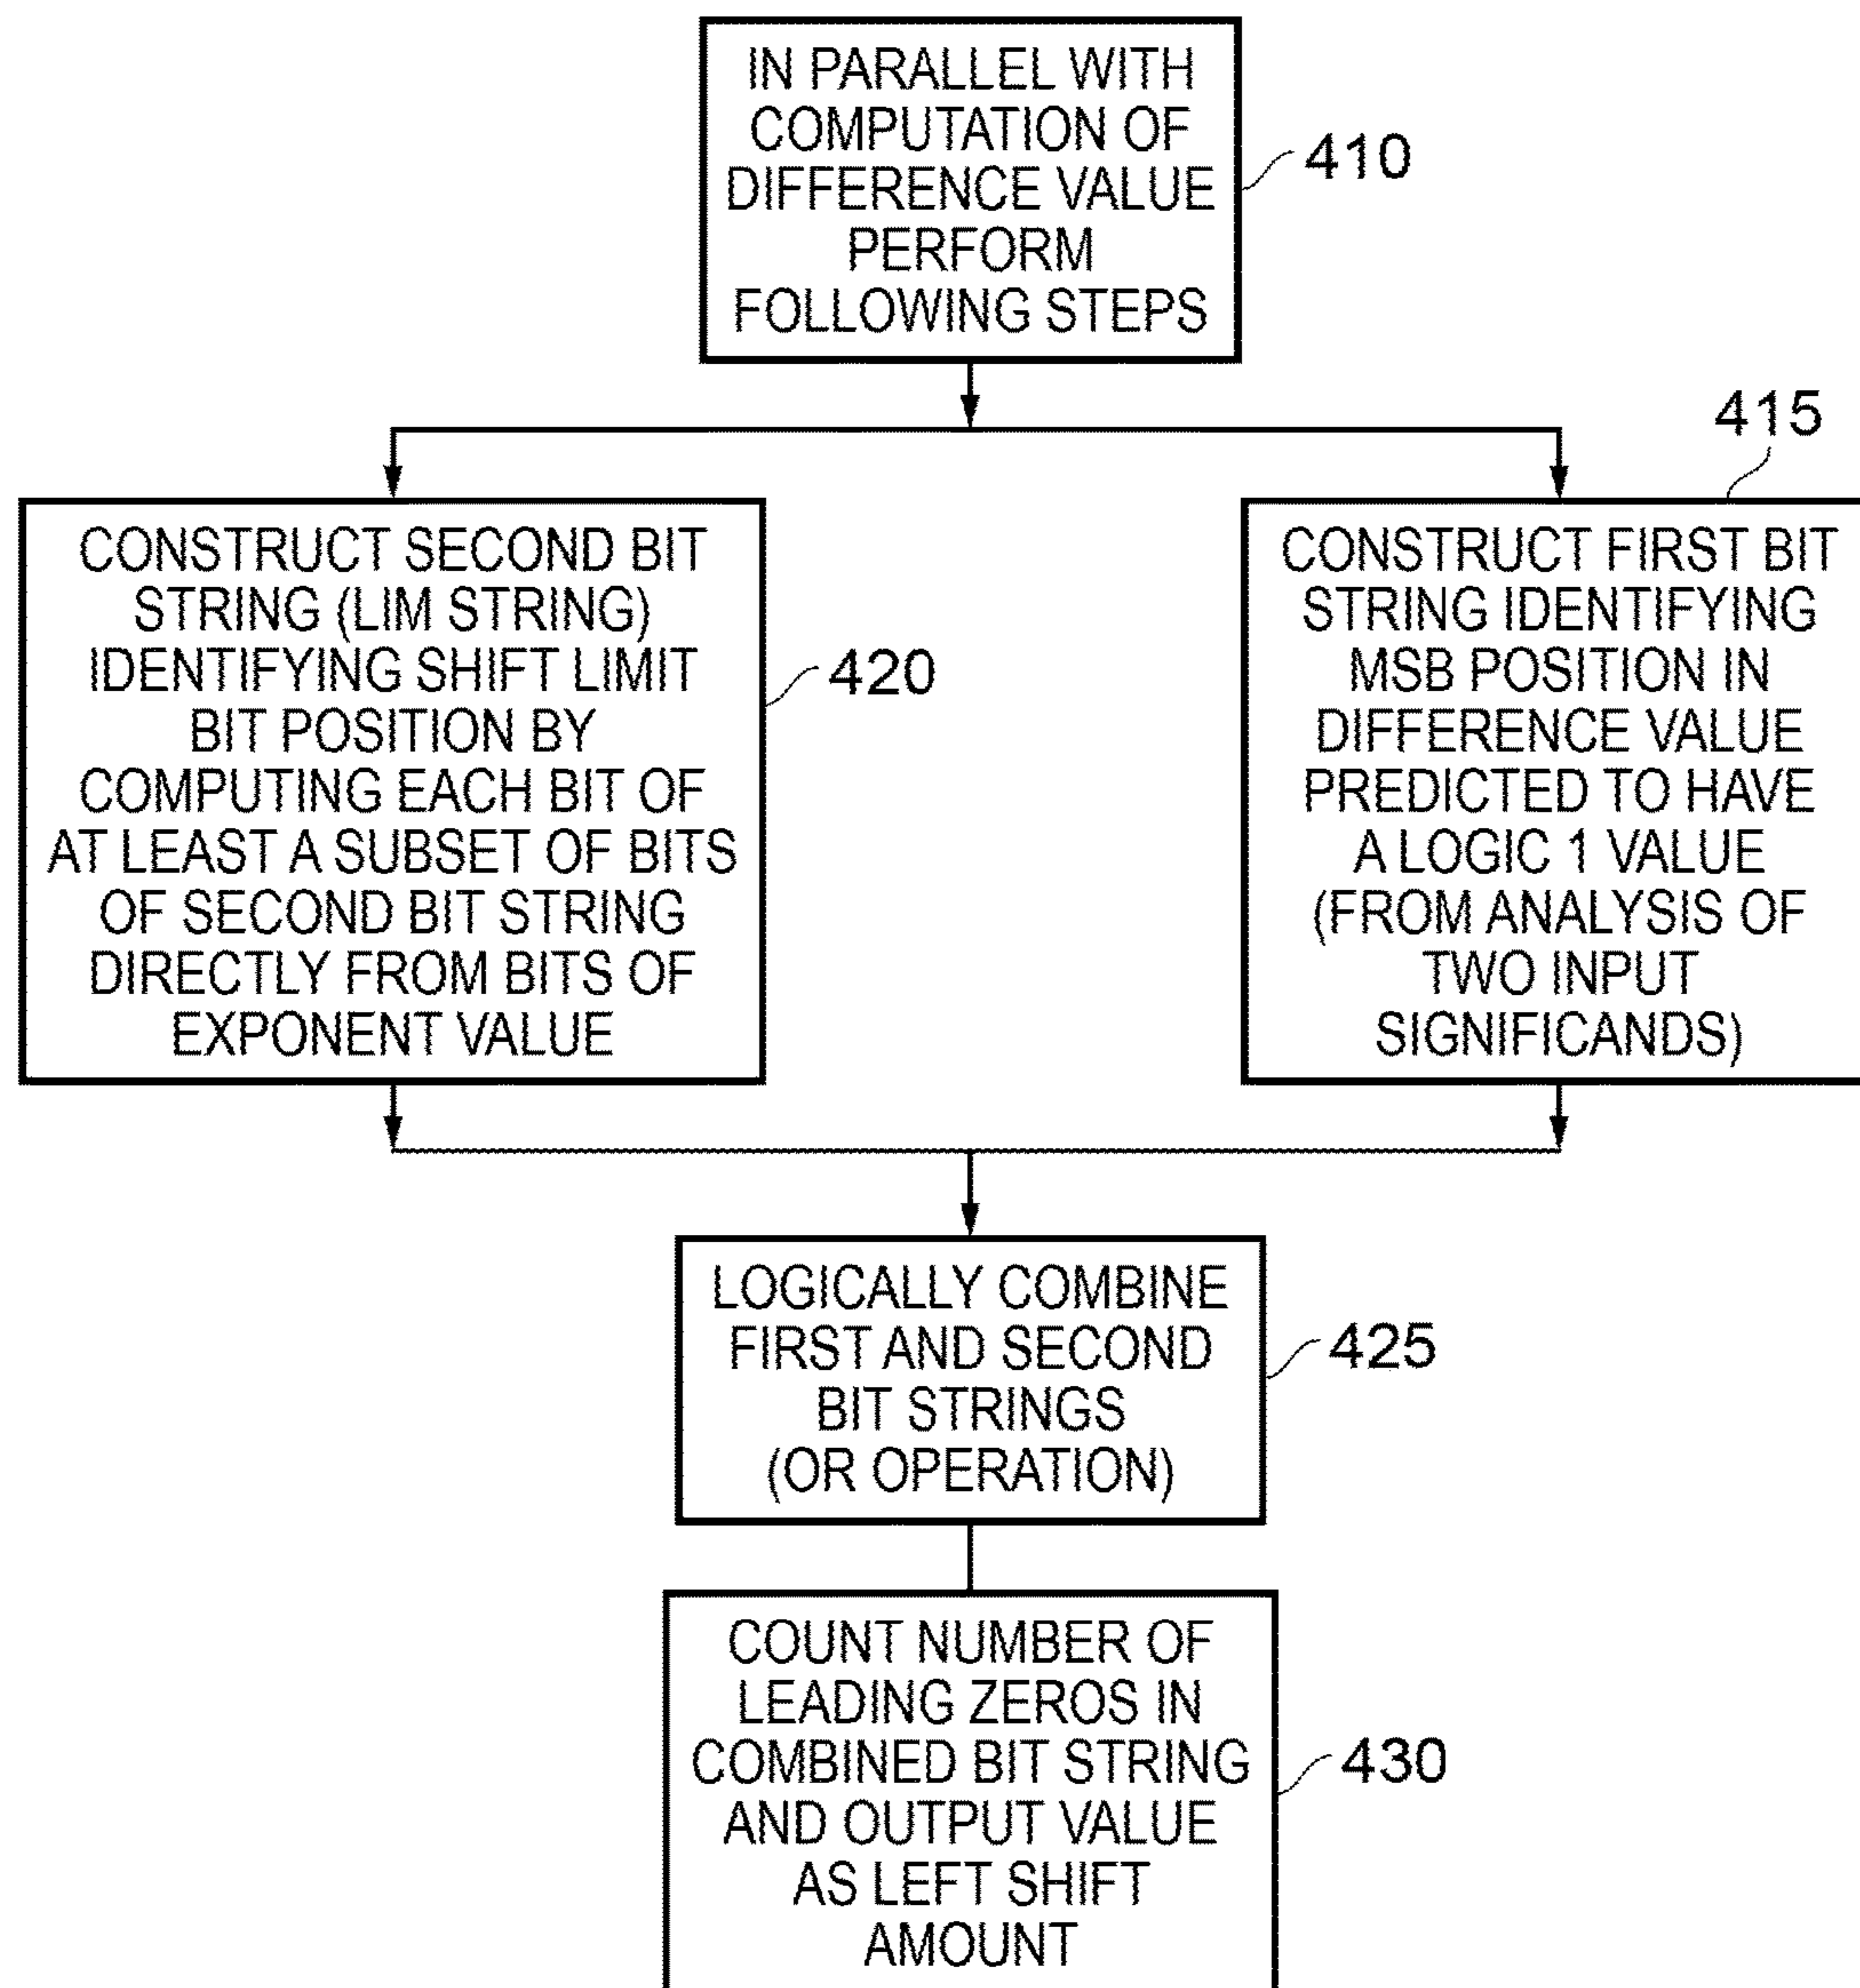 IN PARALLEL WITH
COMPUTATION OF
DIFFERENCE VALUE
PERFORM
FOLLOWING STEPS
410
415
CONSTRUCT SECOND BIT
STRING (LIM STRING)
IDENTIFYING SHIFT LIMIT
BIT POSITION BY
COMPUTING EACH BIT OF
AT LEAST A SUBSET OF BITS
OF SECOND BIT STRING
DIRECTLY FROM BITS OF
EXPONENT VALUE
420
CONSTRUCT FIRST BIT
STRING IDENTIFYING
MSB POSITION IN
DIFFERENCE VALUE
PREDICTED TO HAVE
A LOGIC 1 VALUE
(FROM ANALYSIS OF
TWO INPUT
SIGNIFICANDS)
LOGICALLY COMBINE
FIRST AND SECOND
BIT STRINGS
(OR OPERATION)
425
COUNT NUMBER OF
LEADING ZEROS IN
COMBINED BIT STRING
AND OUTPUT VALUE
AS LEFT SHIFT
AMOUNT
430